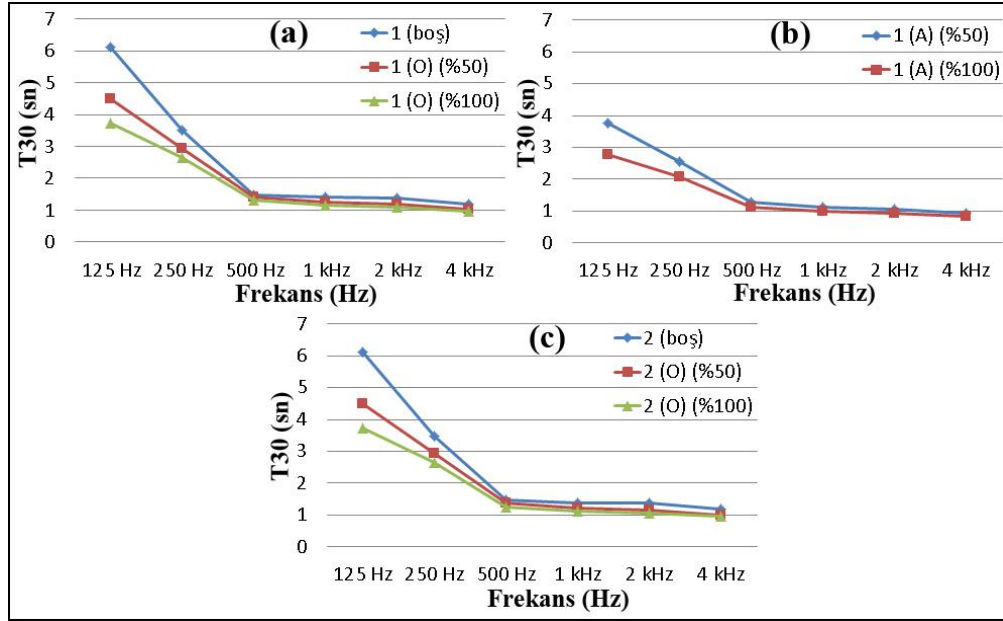 (a)
T30 (sn)
7
6
5
4
3
2
1
0
1 (boş)
1 (O) (%50)
1 (O) (%100)
125 Hz 250 Hz 500 Hz 1 kHz 2 kHz 4 kHz
Frekans (Hz)
(b)
T30 (sn)
7
6
5
4
3
2
1
0
1 (A) (%50)
1 (A) (%100)
125 Hz 250 Hz 500 Hz 1 kHz 2 kHz 4 kHz
Frekans (Hz)
(c)
T30 (sn)
7
6
5
4
3
2
1
0
2 (boş)
2 (O) (%50)
2 (O) (%100)
125 Hz 250 Hz 500 Hz 1 kHz 2 kHz 4 kHz
Frekans (Hz)